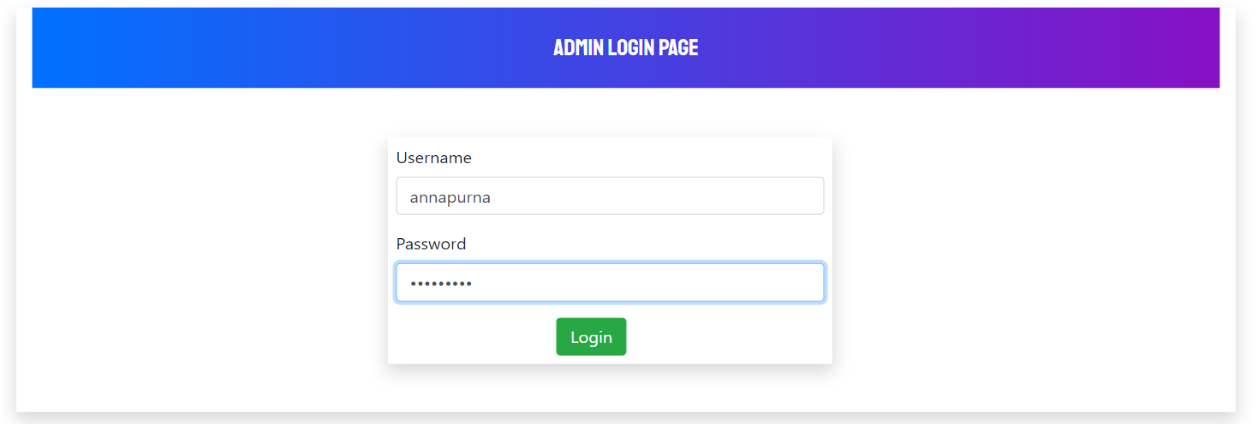 ADMIN LOGIN PAGE
Username
annapurna
Password
•••••••••
Login